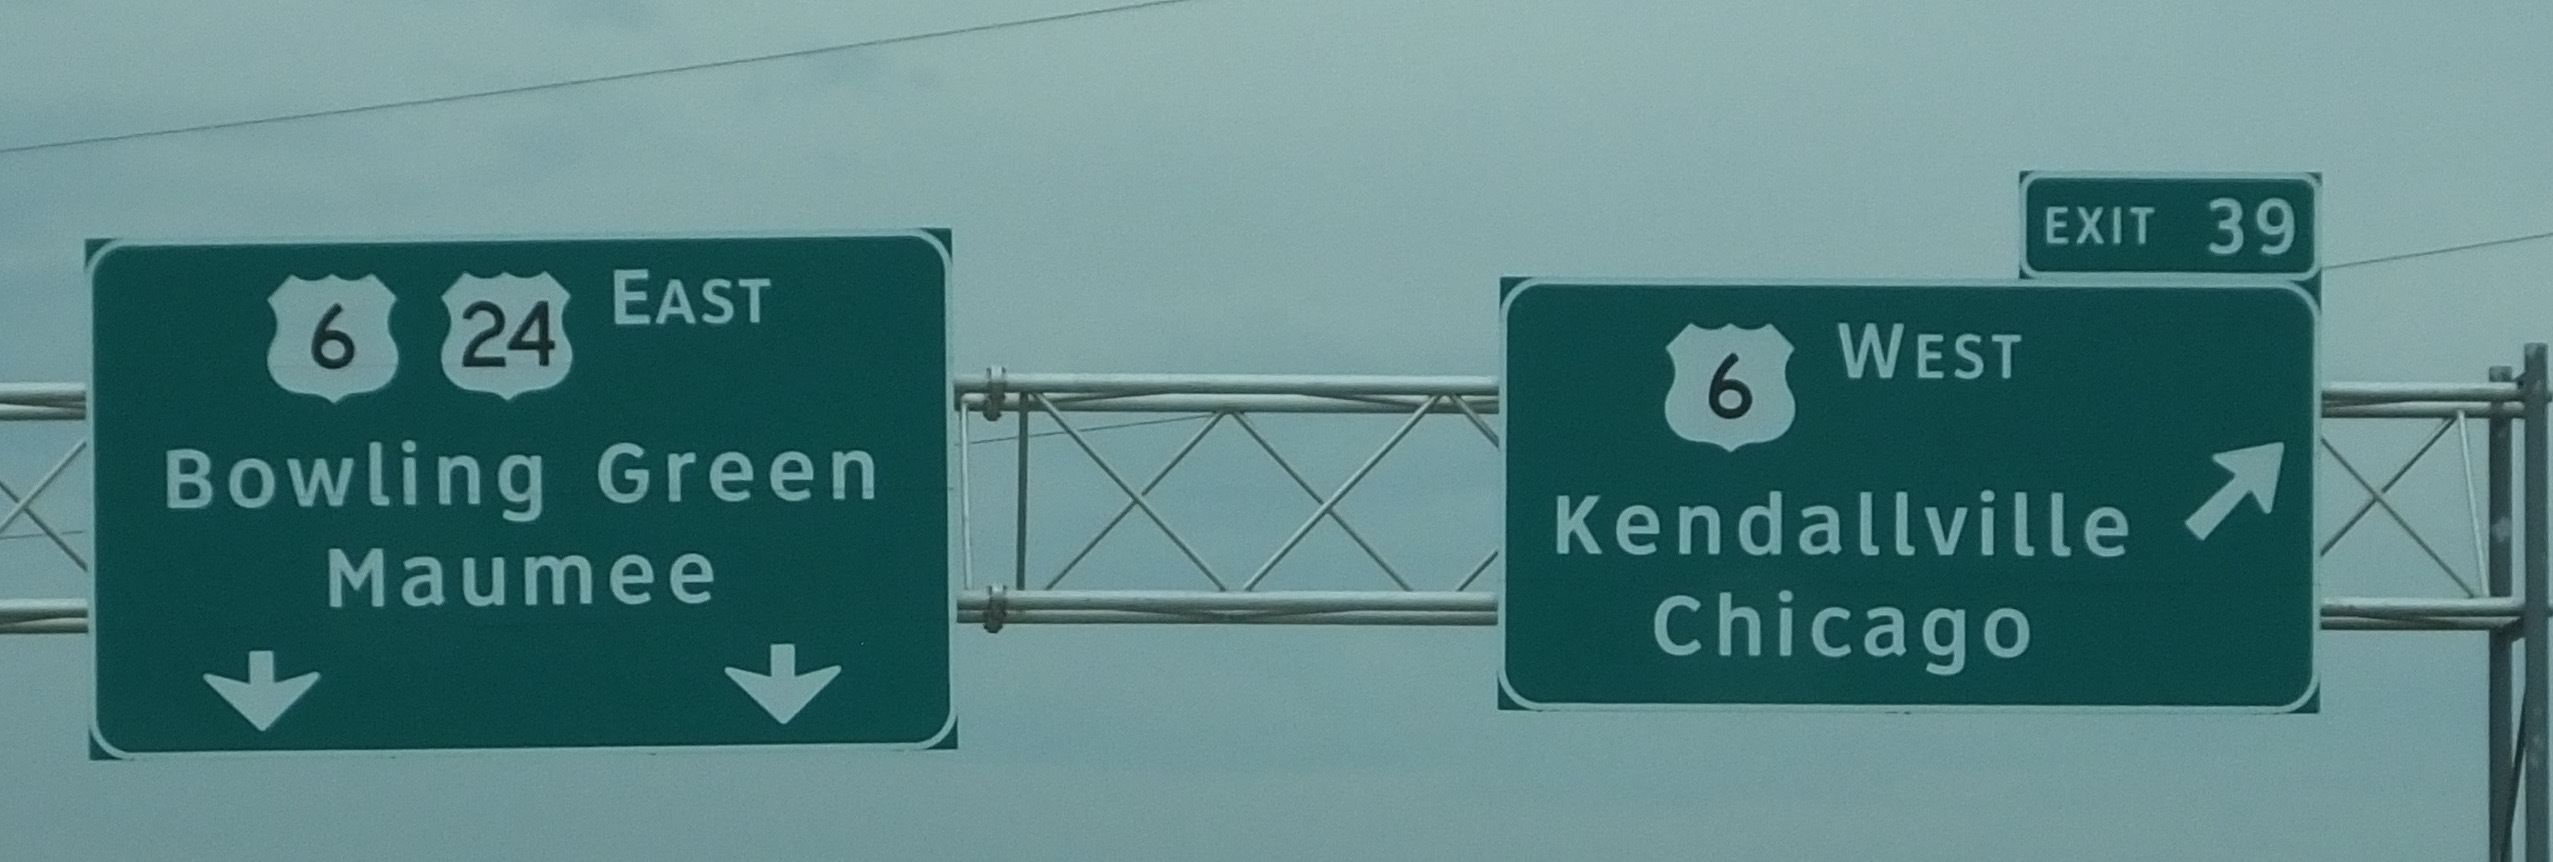 6 24 EAST
Bowling Green
Maumee
EXIT 39
6 WEST
Kendallville
Chicago